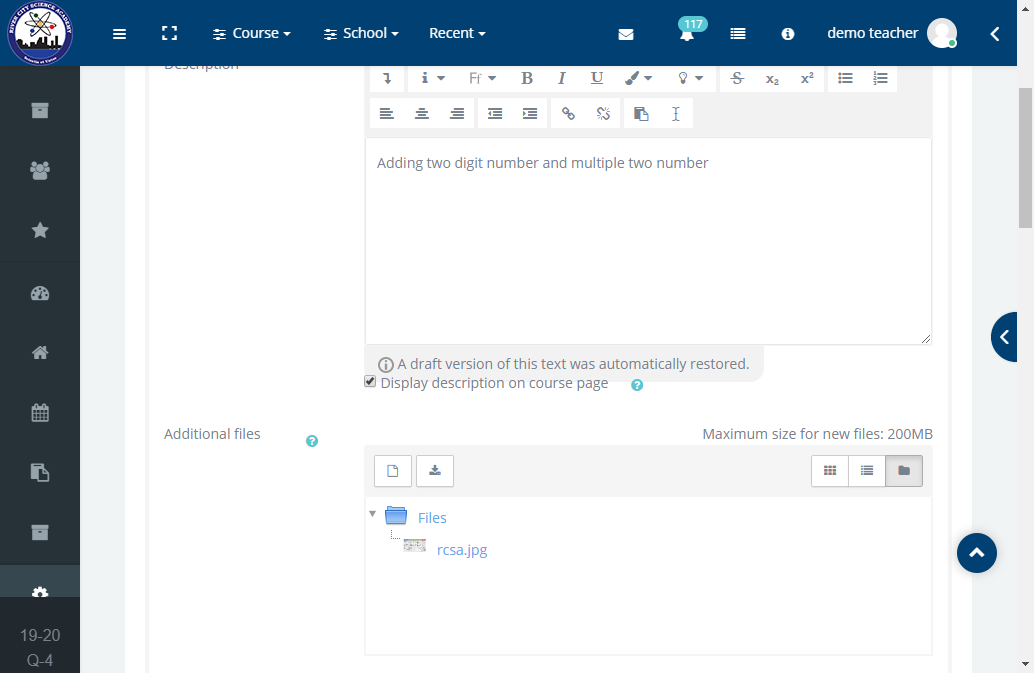 RIVER CITY SCIENCE ACADEMY
Course School Recent 117 demo teacher
Description
Ff B I U S x₂ x²
Adding two digit number and multiple two number
A draft version of this text was automatically restored.
Display description on course page
Additional files Maximum size for new files: 200MB
Files
rcsa.jpg
19-20
Q-4